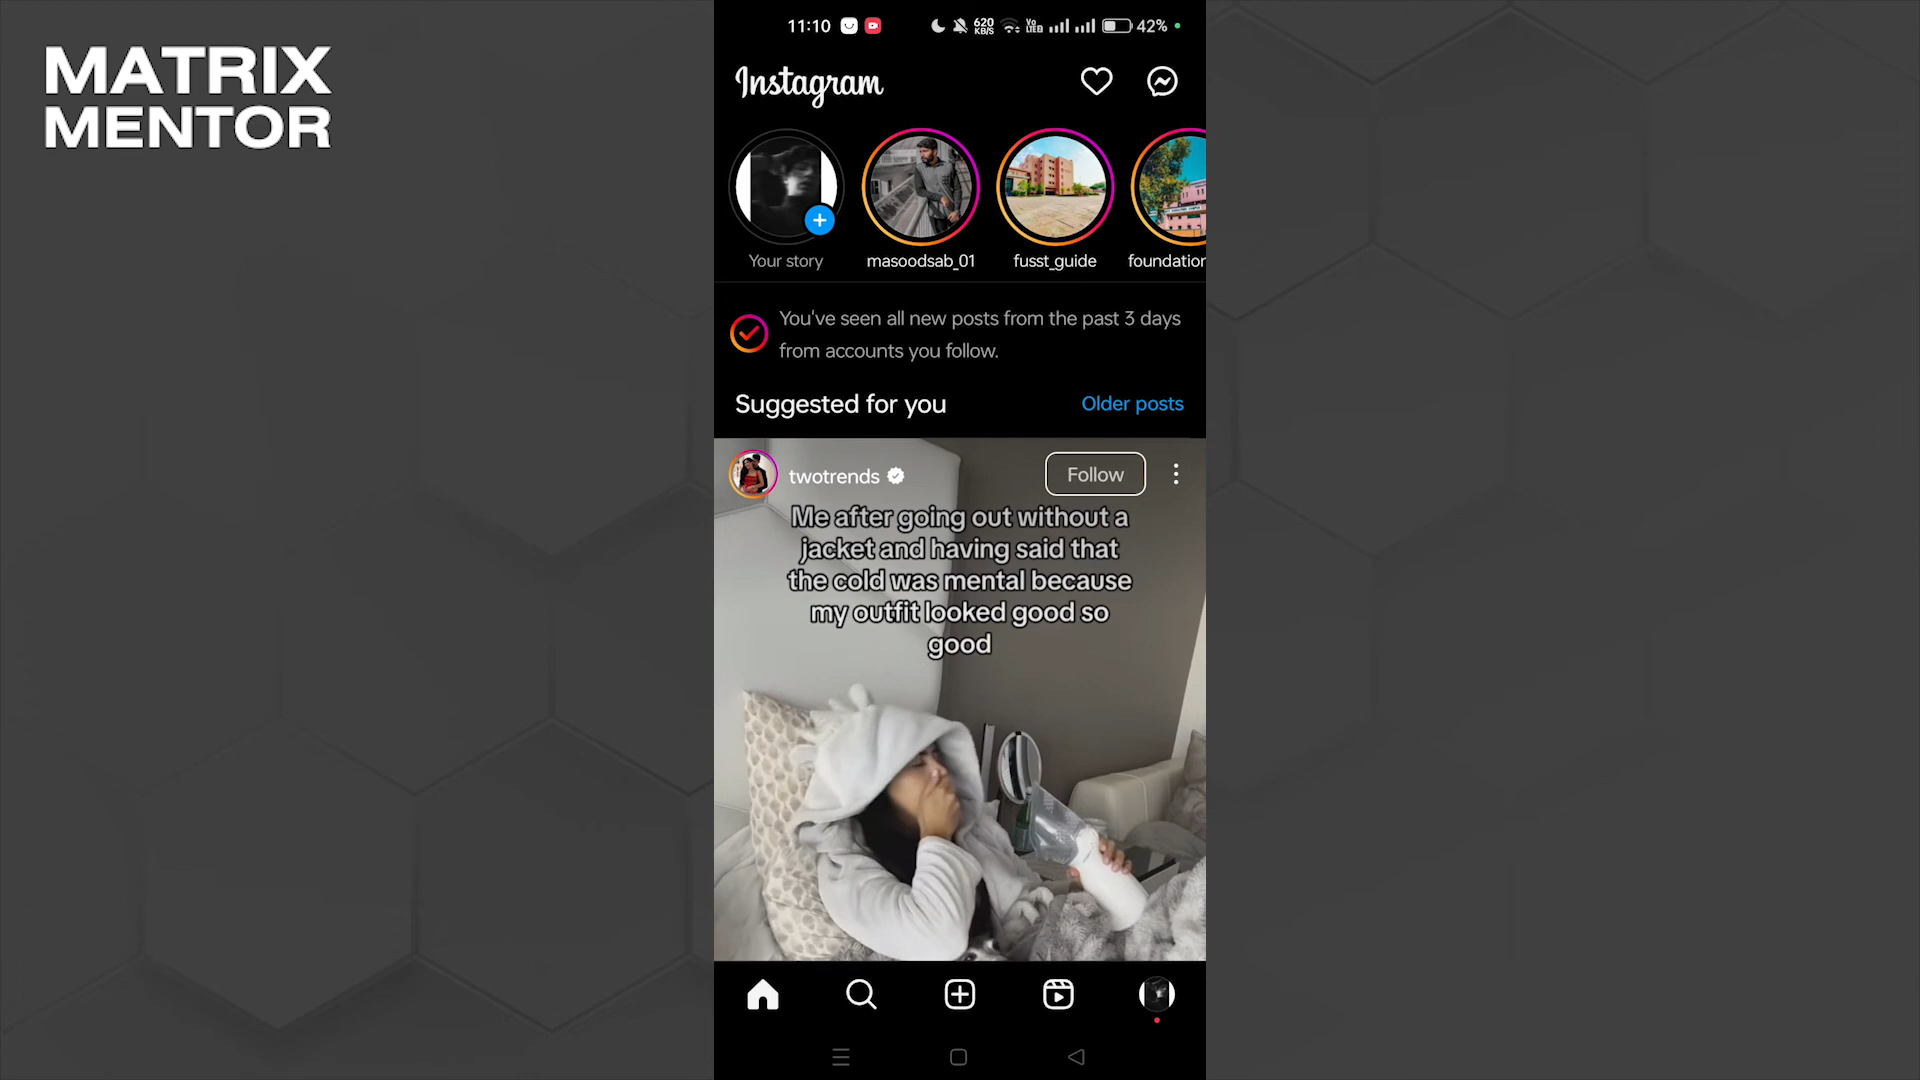 MATRIX
MENTOR
11:10
620
KB/S
Vo
LTE2
42%
Instagram
Your story
masoodsab_01
fusst_guide
foundation
You've seen all new posts from the past 3 days
from accounts you follow.
Suggested for you
Older posts
twotrends
Follow
Me after going out without a
jacket and having said that
the cold was mental because
my outfit looked good so
good